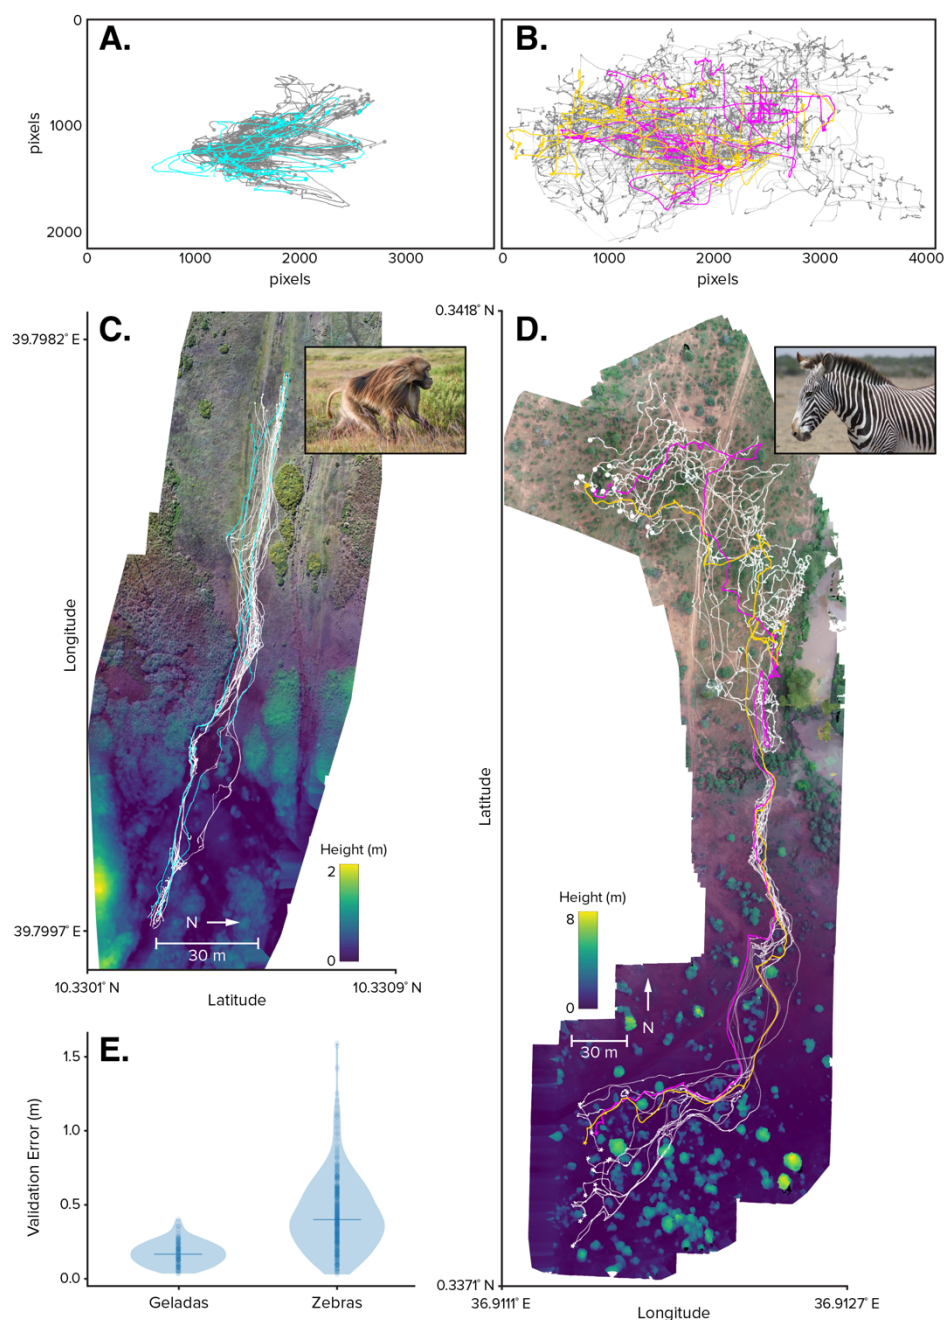 A.
B.
0
1000
2000
pixels
0
1000
2000
3000
pixels
0
1000
2000
3000
4000
pixels
C.
39.7982° E
Longitude
39.7997° E
Height (m)
2
0
N
30 m
10.3301° N
10.3309° N
Latitude
D.
0.3418° N
Latitude
Height (m)
8
0
N
30 m
0.3371° N
36.9111° E
36.9127° E
Longitude
E.
1.5
1.0
0.5
0.0
Validation Error (m)
Geladas
Zebras